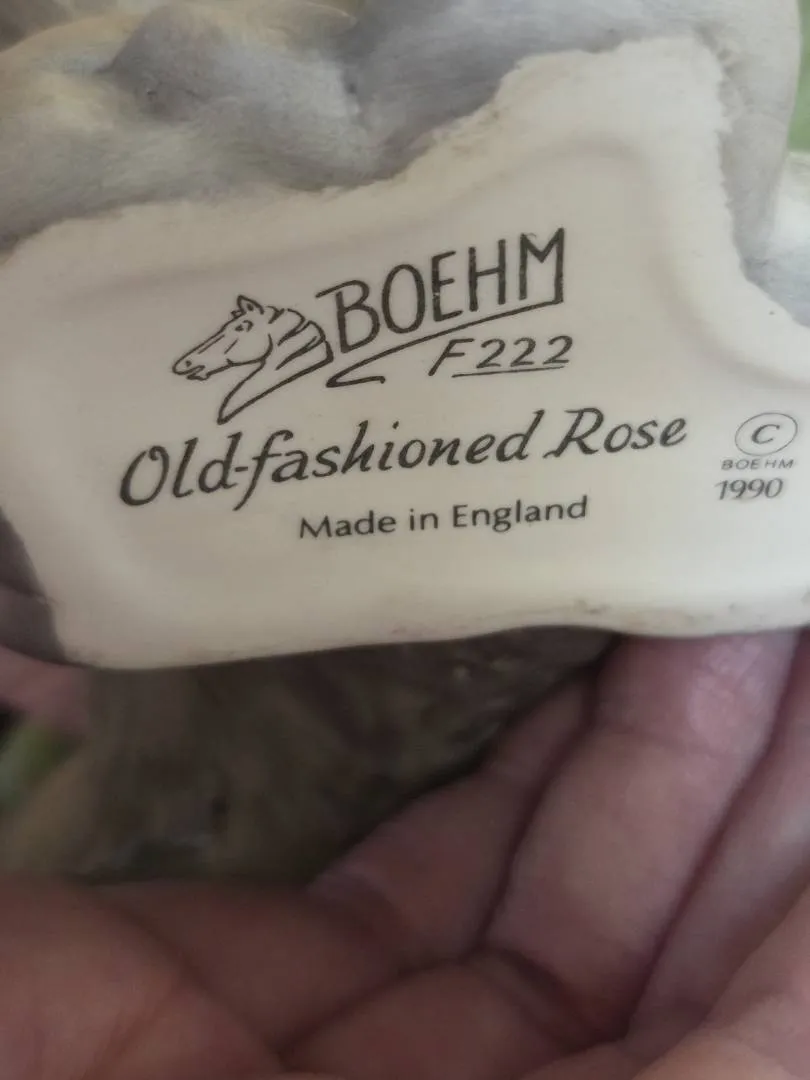 BOEHM
F222
Old-fashioned Rose
Made in England
©
BOEHM
1990